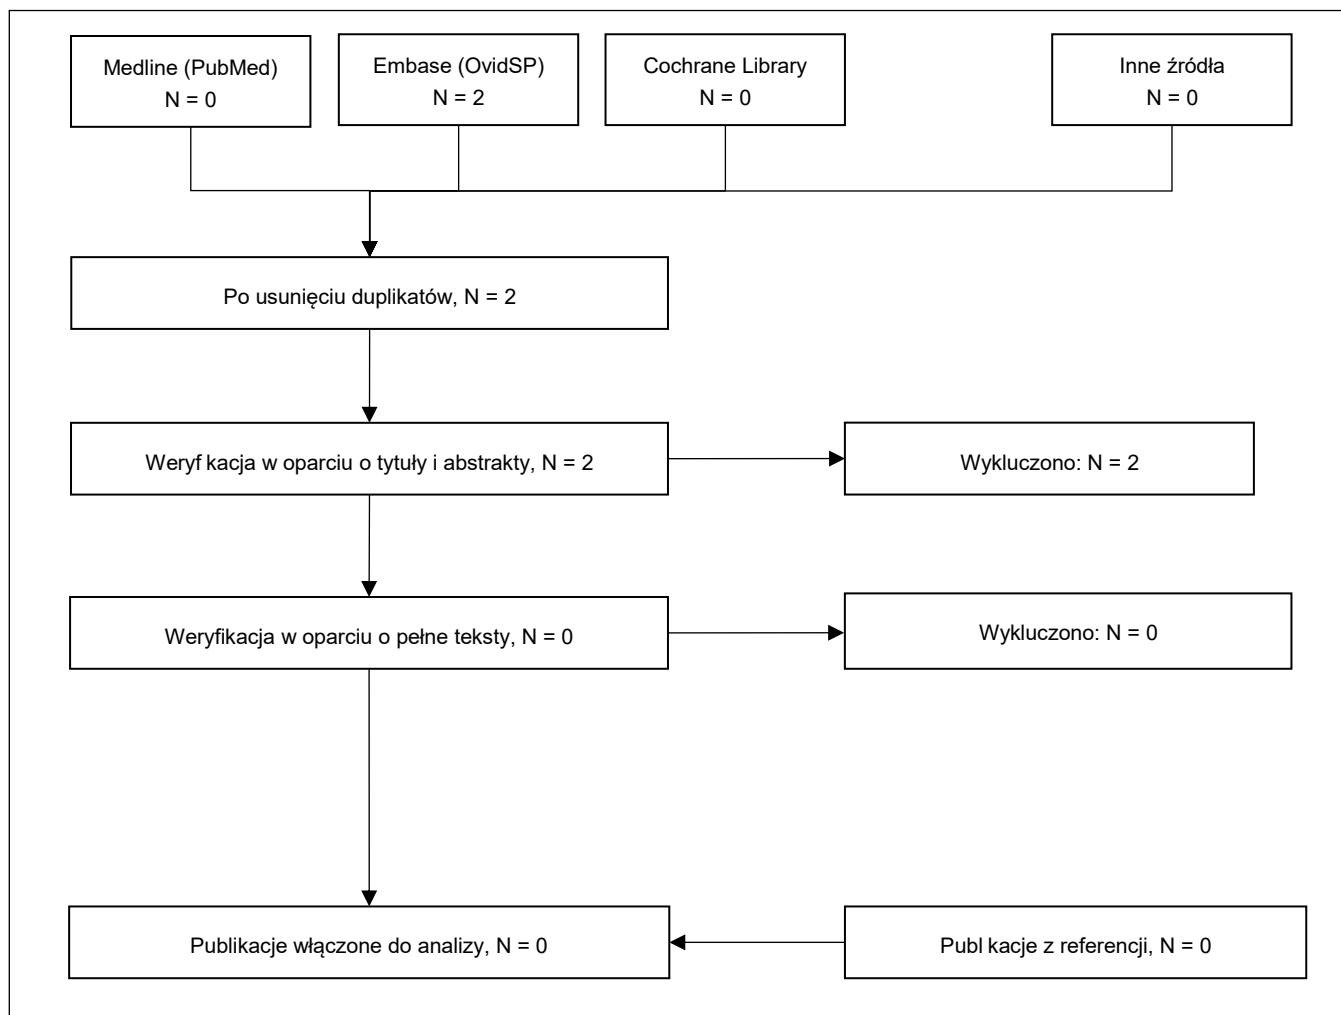 Medline (PubMed)
N = 0
Embase (OvidSP)
N = 2
Cochrane Library
N = 0
Inne źródła
N = 0
Po usunięciu duplikatów, N = 2
Weryf kacja w oparciu o tytuły i abstrakty, N = 2
Wykluczono: N = 2
Weryfikacja w oparciu o pełne teksty, N = 0
Wykluczono: N = 0
Publikacje włączone do analizy, N = 0
Publ kacje z referencji, N = 0